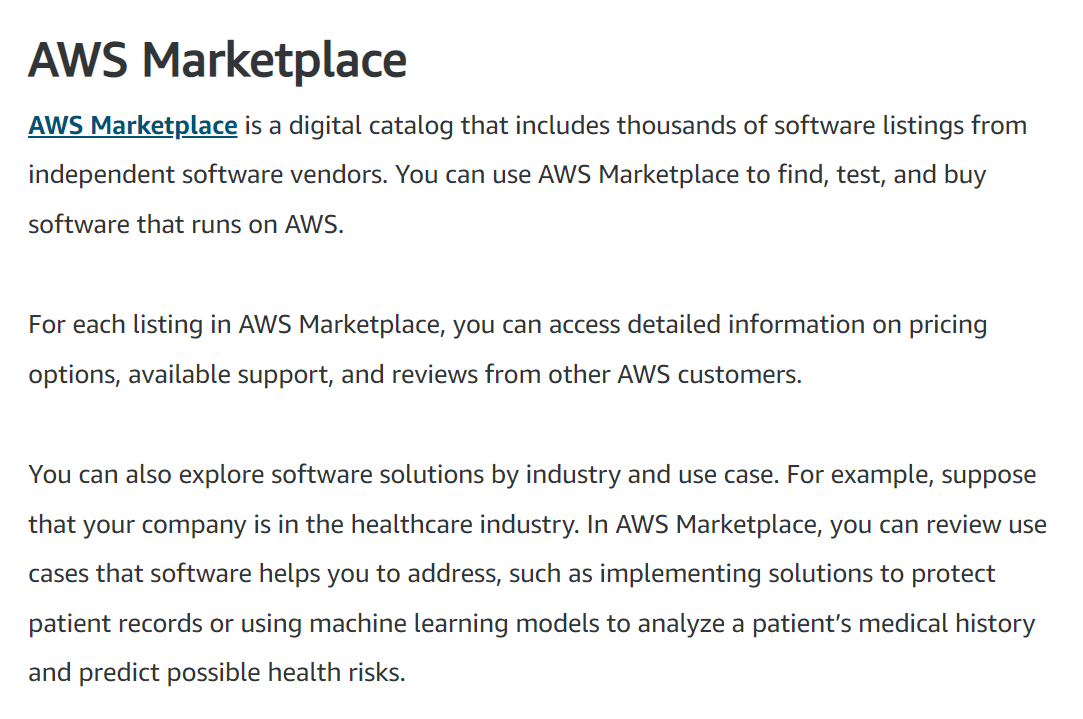 AWS Marketplace
AWS Marketplace is a digital catalog that includes thousands of software listings from
independent software vendors. You can use AWS Marketplace to find, test, and buy
software that runs on AWS.
For each listing in AWS Marketplace, you can access detailed information on pricing
options, available support, and reviews from other AWS customers.
You can also explore software solutions by industry and use case. For example, suppose
that your company is in the healthcare industry. In AWS Marketplace, you can review use
cases that software helps you to address, such as implementing solutions to protect
patient records or using machine learning models to analyze a patient’s medical history
and predict possible health risks.